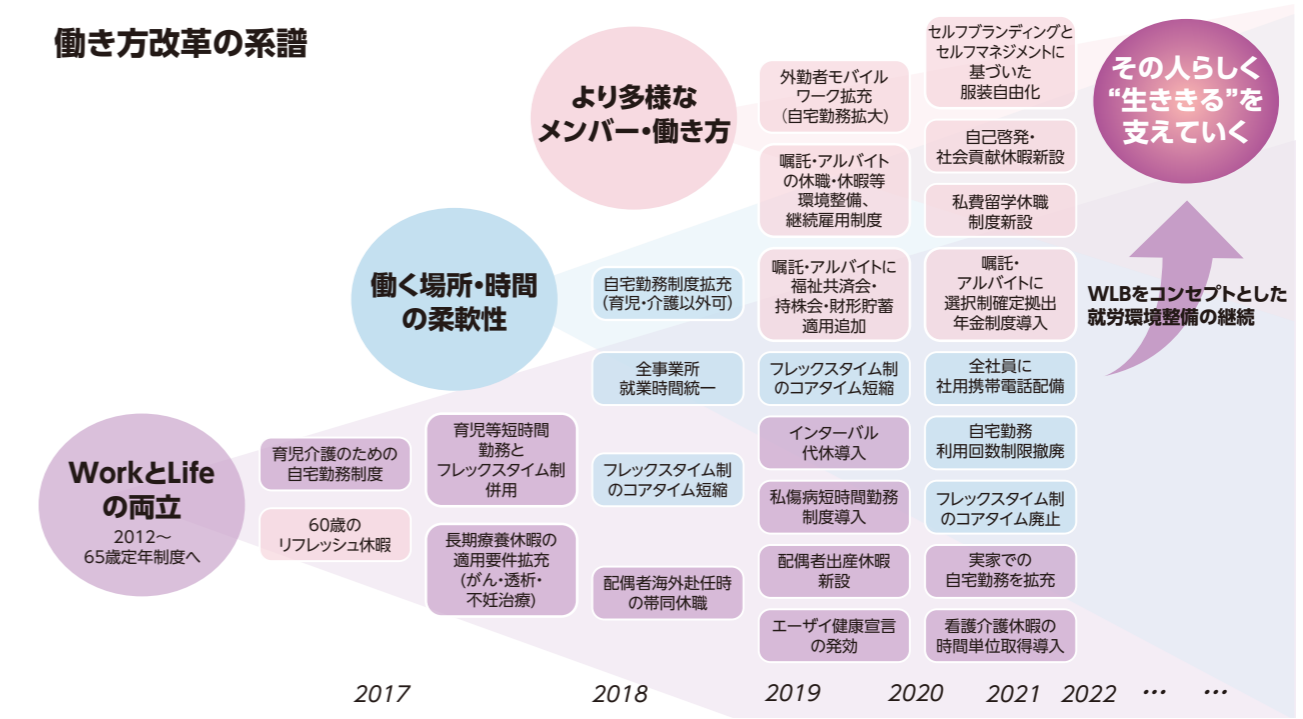 働き方改革の系譜
より多様な
メンバー・働き方
外勤者モバイル
ワーク拡充
(自宅勤務拡大)
嘱託・アルバイト
の休職・休暇等
環境整備、
継続雇用制度
セルフブランディングと
セルフマネジメントに
基づいた
服装自由化
自己啓発・
社会貢献休暇新設
私費留学休職
制度新設
その人らしく
“生ききる”を
支えていく
働く場所・時間
の柔軟性
自宅勤務制度拡充
(育児・介護以外可)
嘱託・アルバイトに
福祉共済会・
持株会・財形貯蓄
適用追加
嘱託・
アルバイトに
選択制確定拠出
年金制度導入
WLBをコンセプトとした
就労環境整備の継続
全事業所
就業時間統一
フレックスタイム制
のコアタイム短縮
全社員に
社用携帯電話配備
WorkとLife
の両立
2012〜
65歳定年制度へ
育児介護のための
自宅勤務制度
60歳の
リフレッシュ休暇
育児等短時間
勤務と
フレックスタイム制
併用
長期療養休暇の
適用要件拡充
(がん・透析・
不妊治療)
フレックスタイム制
のコアタイム短縮
配偶者海外赴任時
の帯同休職
インターバル
代休導入
私傷病短時間勤務
制度導入
配偶者出産休暇
新設
エーザイ健康宣言
の発効
自宅勤務
利用回数制限撤廃
フレックスタイム制
のコアタイム廃止
実家での
自宅勤務を拡充
看護介護休暇の
時間単位取得導入
2017 2018 2019 2020 2021 2022 … …